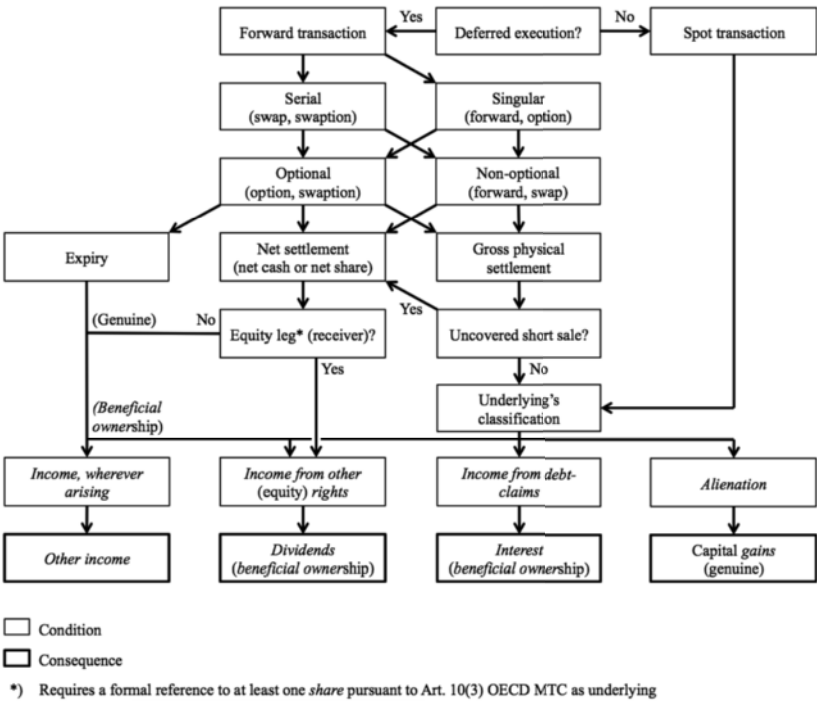 Forward transaction
Yes
Deferred execution?
No
Spot transaction
Serial
(swap, swaption)
Singular
(forward, option)
Optional
(option, swaption)
Non-optional
(forward, swap)
Expiry
Net settlement
(net cash or net share)
Gross physical
settlement
(Genuine)
No
Equity leg* (receiver)?
Yes
Uncovered short sale?
Yes
No
Underlying's
classification
(Beneficial
ownership)
Income, wherever
arising
Income from other
(equity) rights
Income from debt-
claims
Alienation
Other income
Dividends
(beneficial ownership)
Interest
(beneficial ownership)
Capital gains
(genuine)
Condition
Consequence
*) Requires a formal reference to at least one share pursuant to Art. 10(3) OECD MTC as underlying